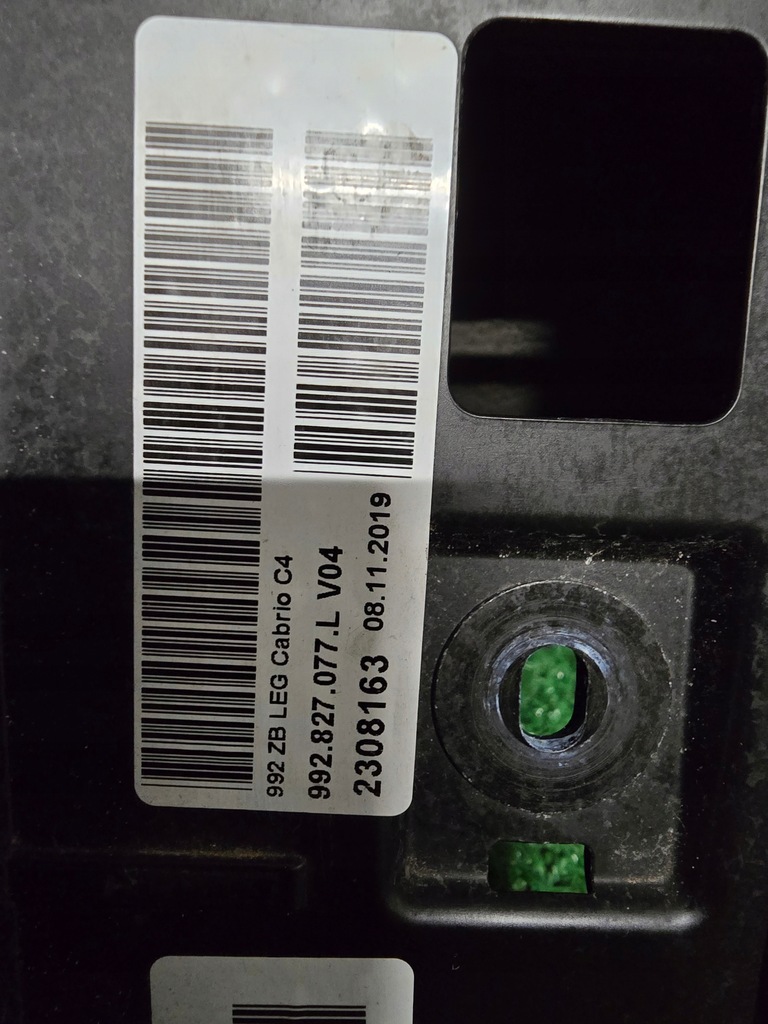 992 ZB LEG Cabrio C4
992.827.077.L V04
2308163 08.11.2019